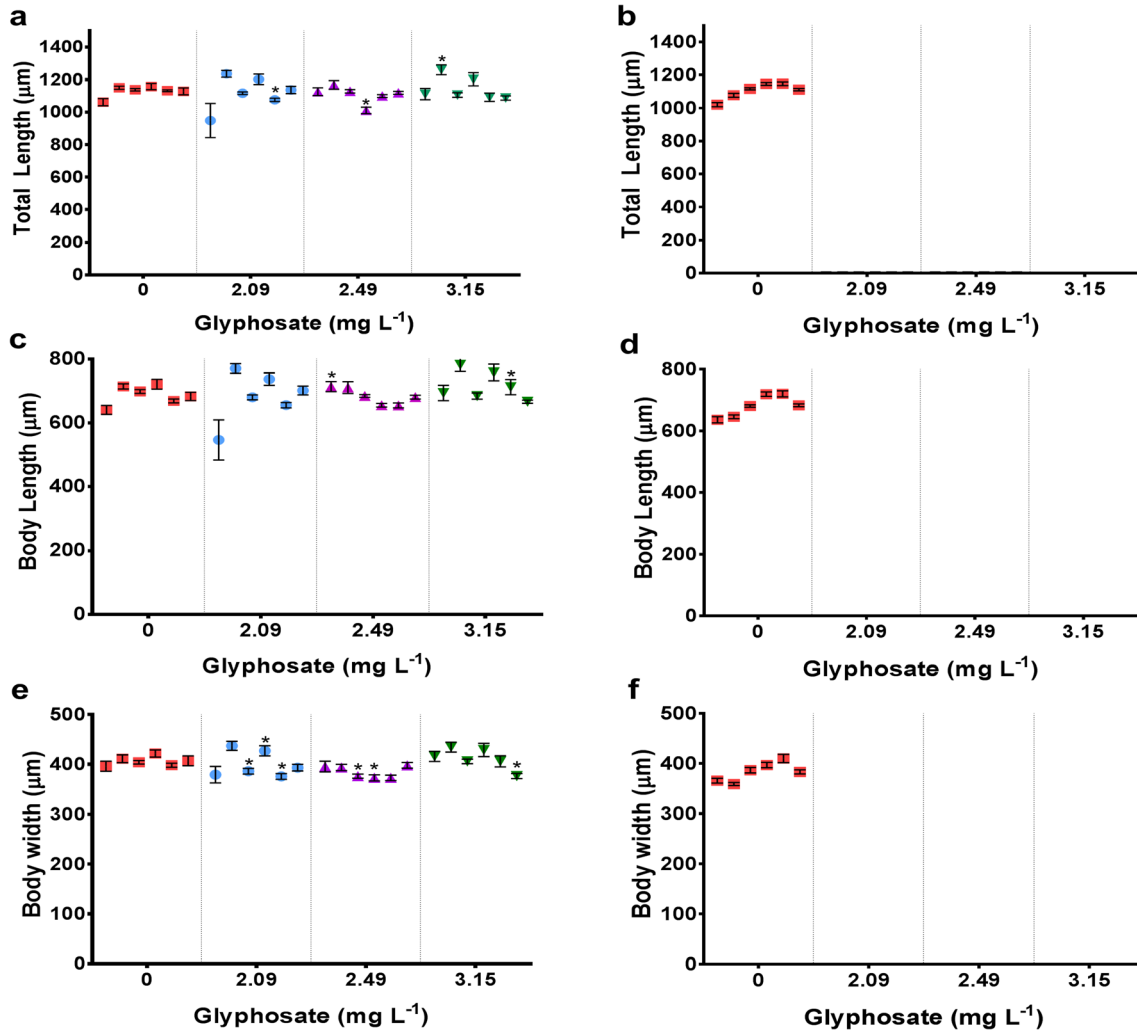 a
Total Length (µm)
1400
1200
1000
800
600
400
200
0
*
*
*
0 2.09 2.49 3.15
Glyphosate (mg L⁻¹)
b
Total Length (µm)
1400
1200
1000
800
600
400
200
0
0 2.09 2.49 3.15
Glyphosate (mg L⁻¹)
c
Body Length (µm)
800
600
400
200
0
*
*
0 2.09 2.49 3.15
Glyphosate (mg L⁻¹)
d
Body Length (µm)
800
600
400
200
0
0 2.09 2.49 3.15
Glyphosate (mg L⁻¹)
e
Body width (µm)
500
400
300
200
100
0
* * * * * *
0 2.09 2.49 3.15
Glyphosate (mg L⁻¹)
f
Body width (µm)
500
400
300
200
100
0
0 2.09 2.49 3.15
Glyphosate (mg L⁻¹)